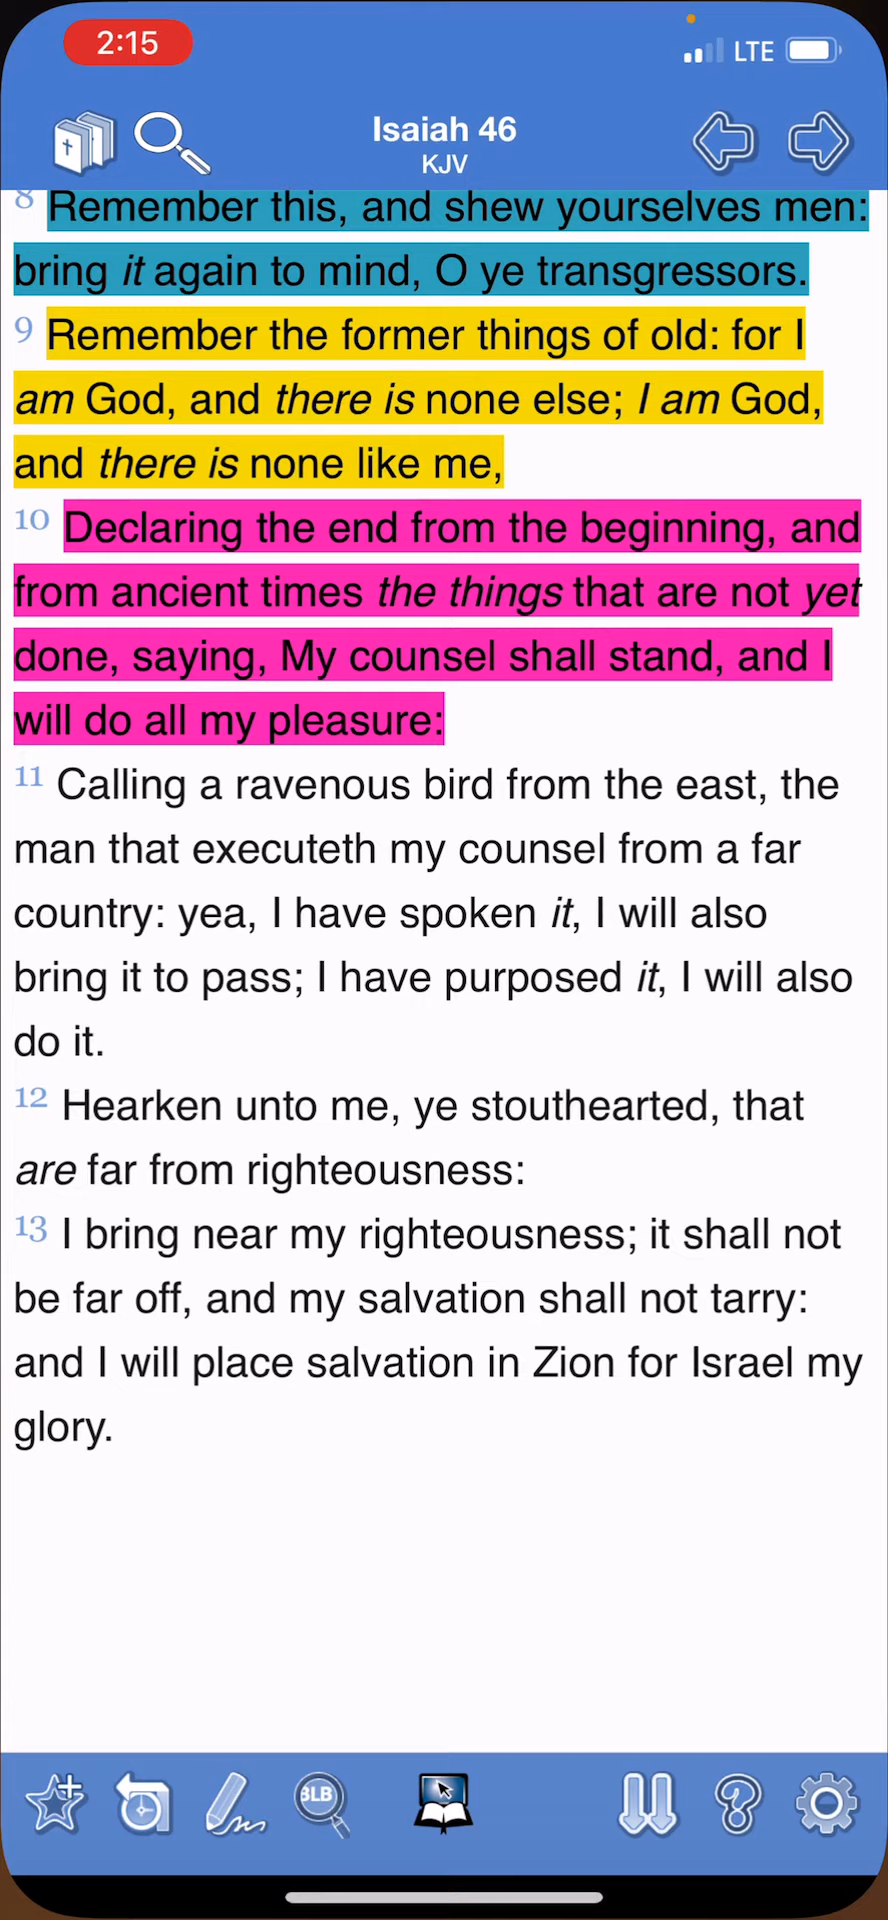 2:15
LTE
Isaiah 46
KJV
8 Remember this, and shew yourselves men:
bring it again to mind, O ye transgressors.
9 Remember the former things of old: for I
am God, and there is none else; I am God,
and there is none like me,
10 Declaring the end from the beginning, and
from ancient times the things that are not yet
done, saying, My counsel shall stand, and I
will do all my pleasure:
11 Calling a ravenous bird from the east, the
man that executeth my counsel from a far
country: yea, I have spoken it, I will also
bring it to pass; I have purposed it, I will also
do it.
12 Hearken unto me, ye stouthearted, that
are far from righteousness:
13 I bring near my righteousness; it shall not
be far off, and my salvation shall not tarry:
and I will place salvation in Zion for Israel my
glory.
BLB